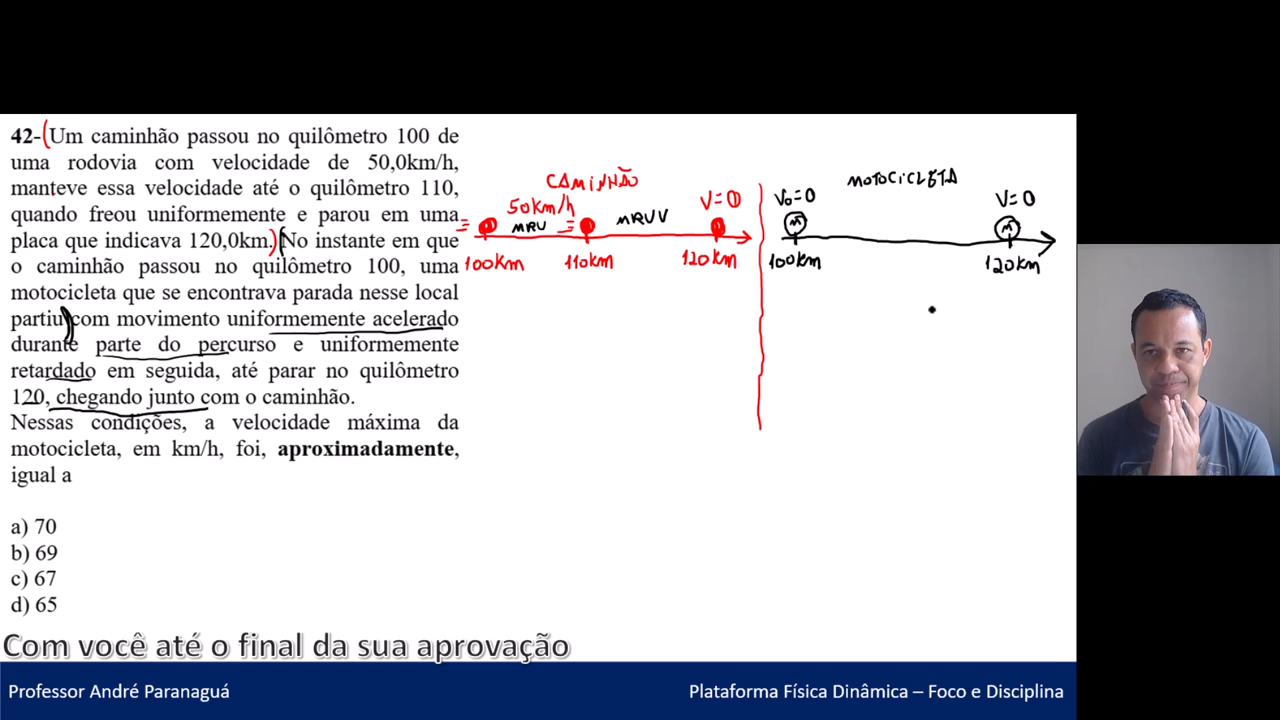 42-(Um caminhão passou no quilômetro 100 de
uma rodovia com velocidade de 50,0km/h,
manteve essa velocidade até o quilômetro 110,
quando freou uniformemente e parou em uma
placa que indicava 120,0km.) (No instante em que
o caminhão passou no quilômetro 100, uma
motocicleta que se encontrava parada nesse local
partiu) com movimento uniformemente acelerado
durante parte do percurso e uniformemente
retardado em seguida, até parar no quilômetro
120, chegando junto com o caminhão.
Nessas condições, a velocidade máxima da
motocicleta, em km/h, foi, aproximadamente,
igual a
a) 70
b) 69
c) 67
d) 65
CAMINHÃO
50km/h
V=0
MRU
MRUV
100km
110km
120km
MOTOCICLETA
V₀=0
V=0
M
M
100km
120km
Com você até o final da sua aprovação
Professor André Paranaguá
Plataforma Física Dinâmica – Foco e Disciplina